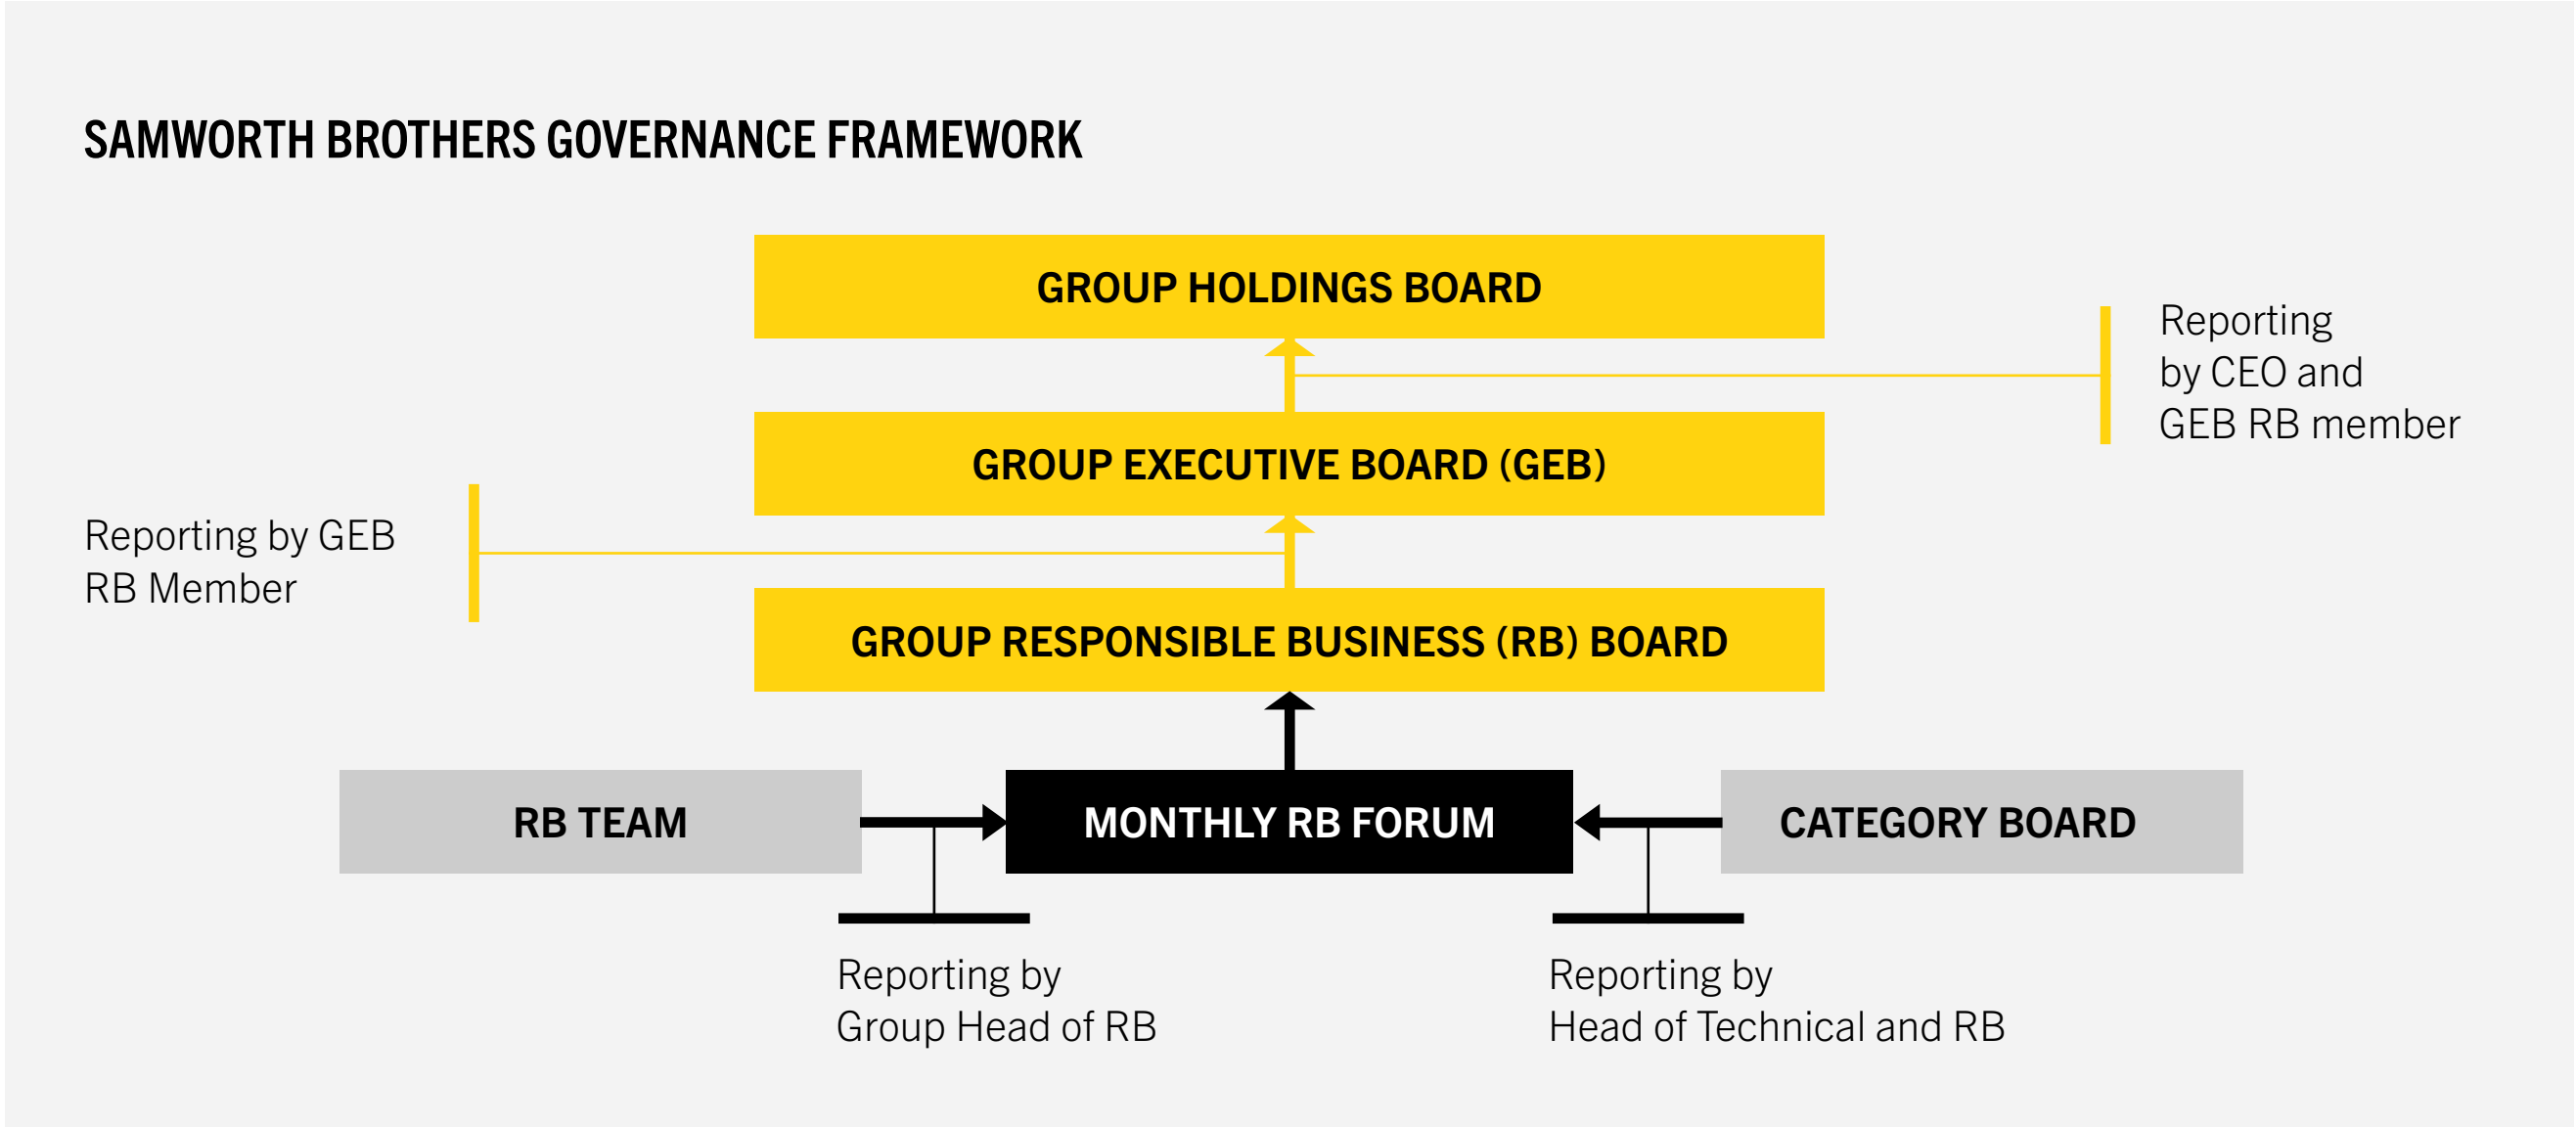 SAMWORTH BROTHERS GOVERNANCE FRAMEWORK
GROUP HOLDINGS BOARD
Reporting
by CEO and
GEB RB member
GROUP EXECUTIVE BOARD (GEB)
Reporting by GEB
RB Member
GROUP RESPONSIBLE BUSINESS (RB) BOARD
RB TEAM
MONTHLY RB FORUM
CATEGORY BOARD
Reporting by
Group Head of RB
Reporting by
Head of Technical and RB